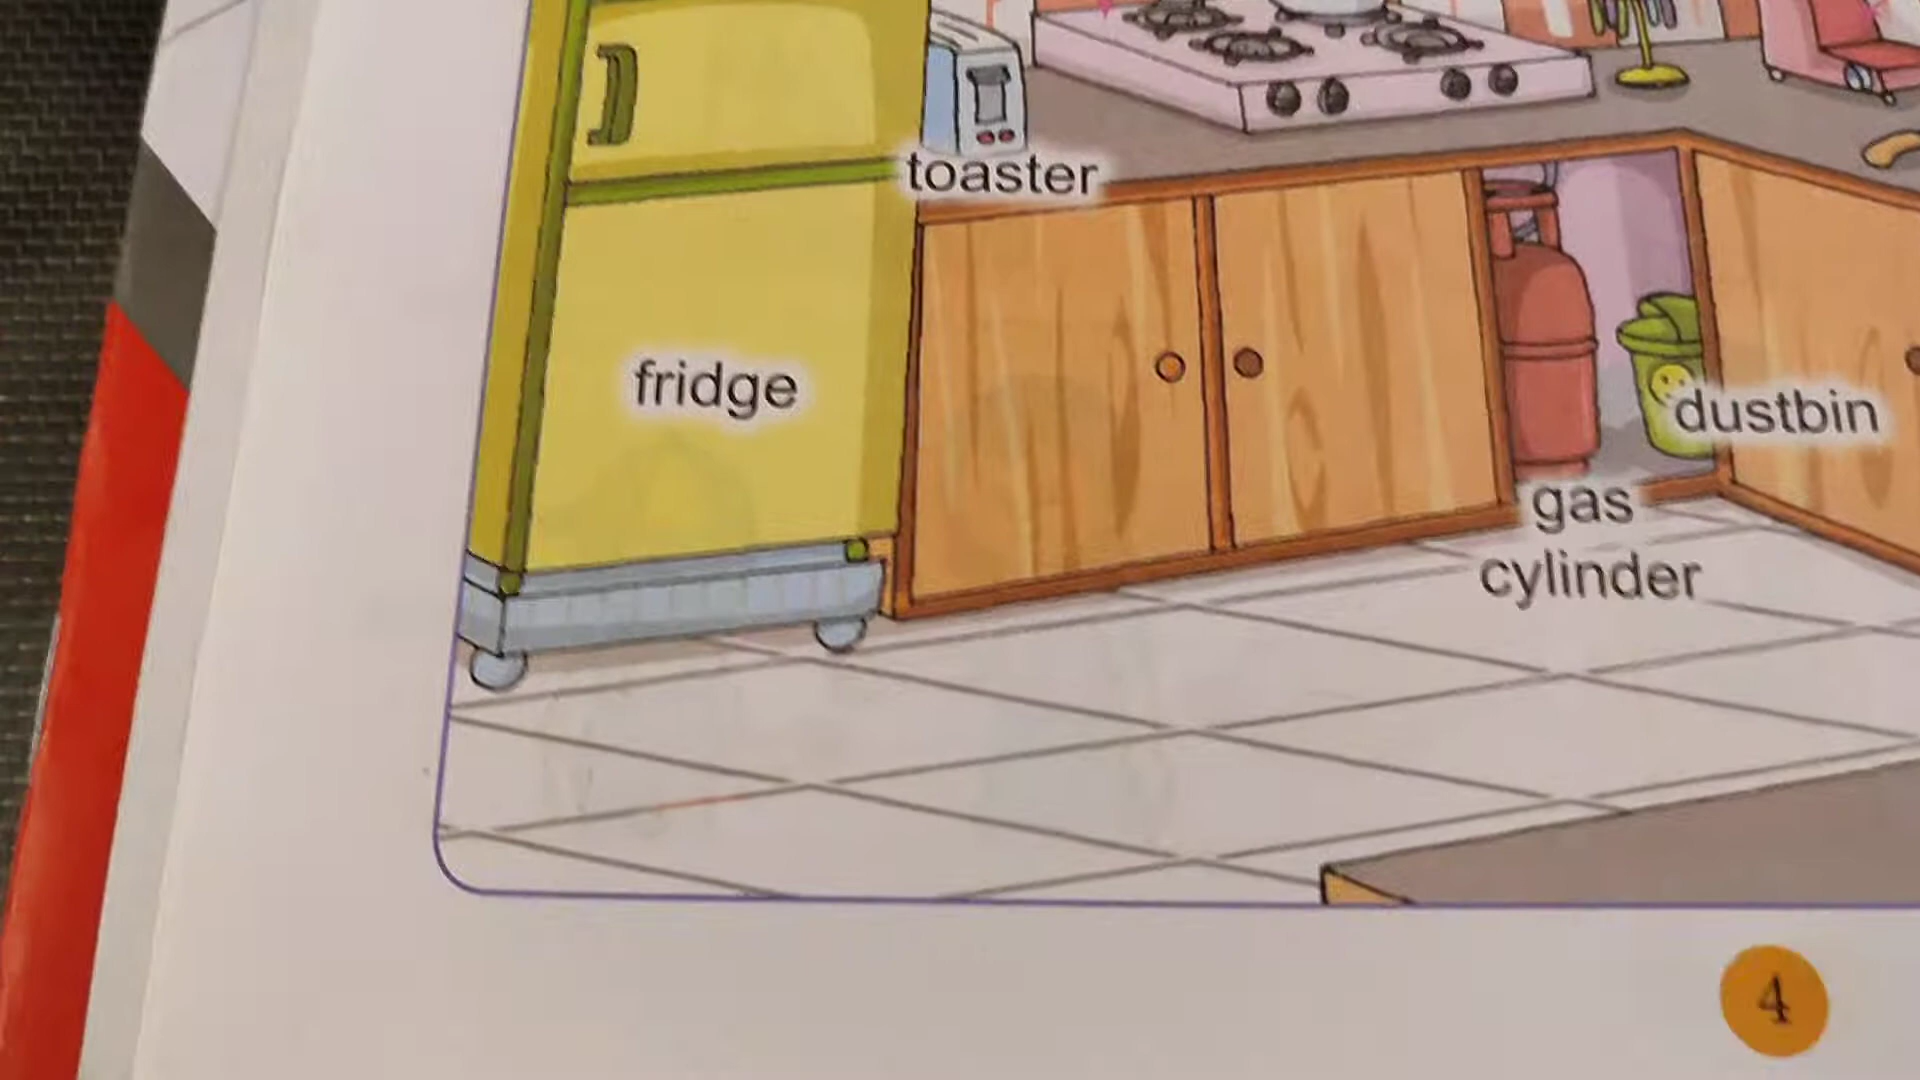 toaster
fridge
dustbin
gas
cylinder
4